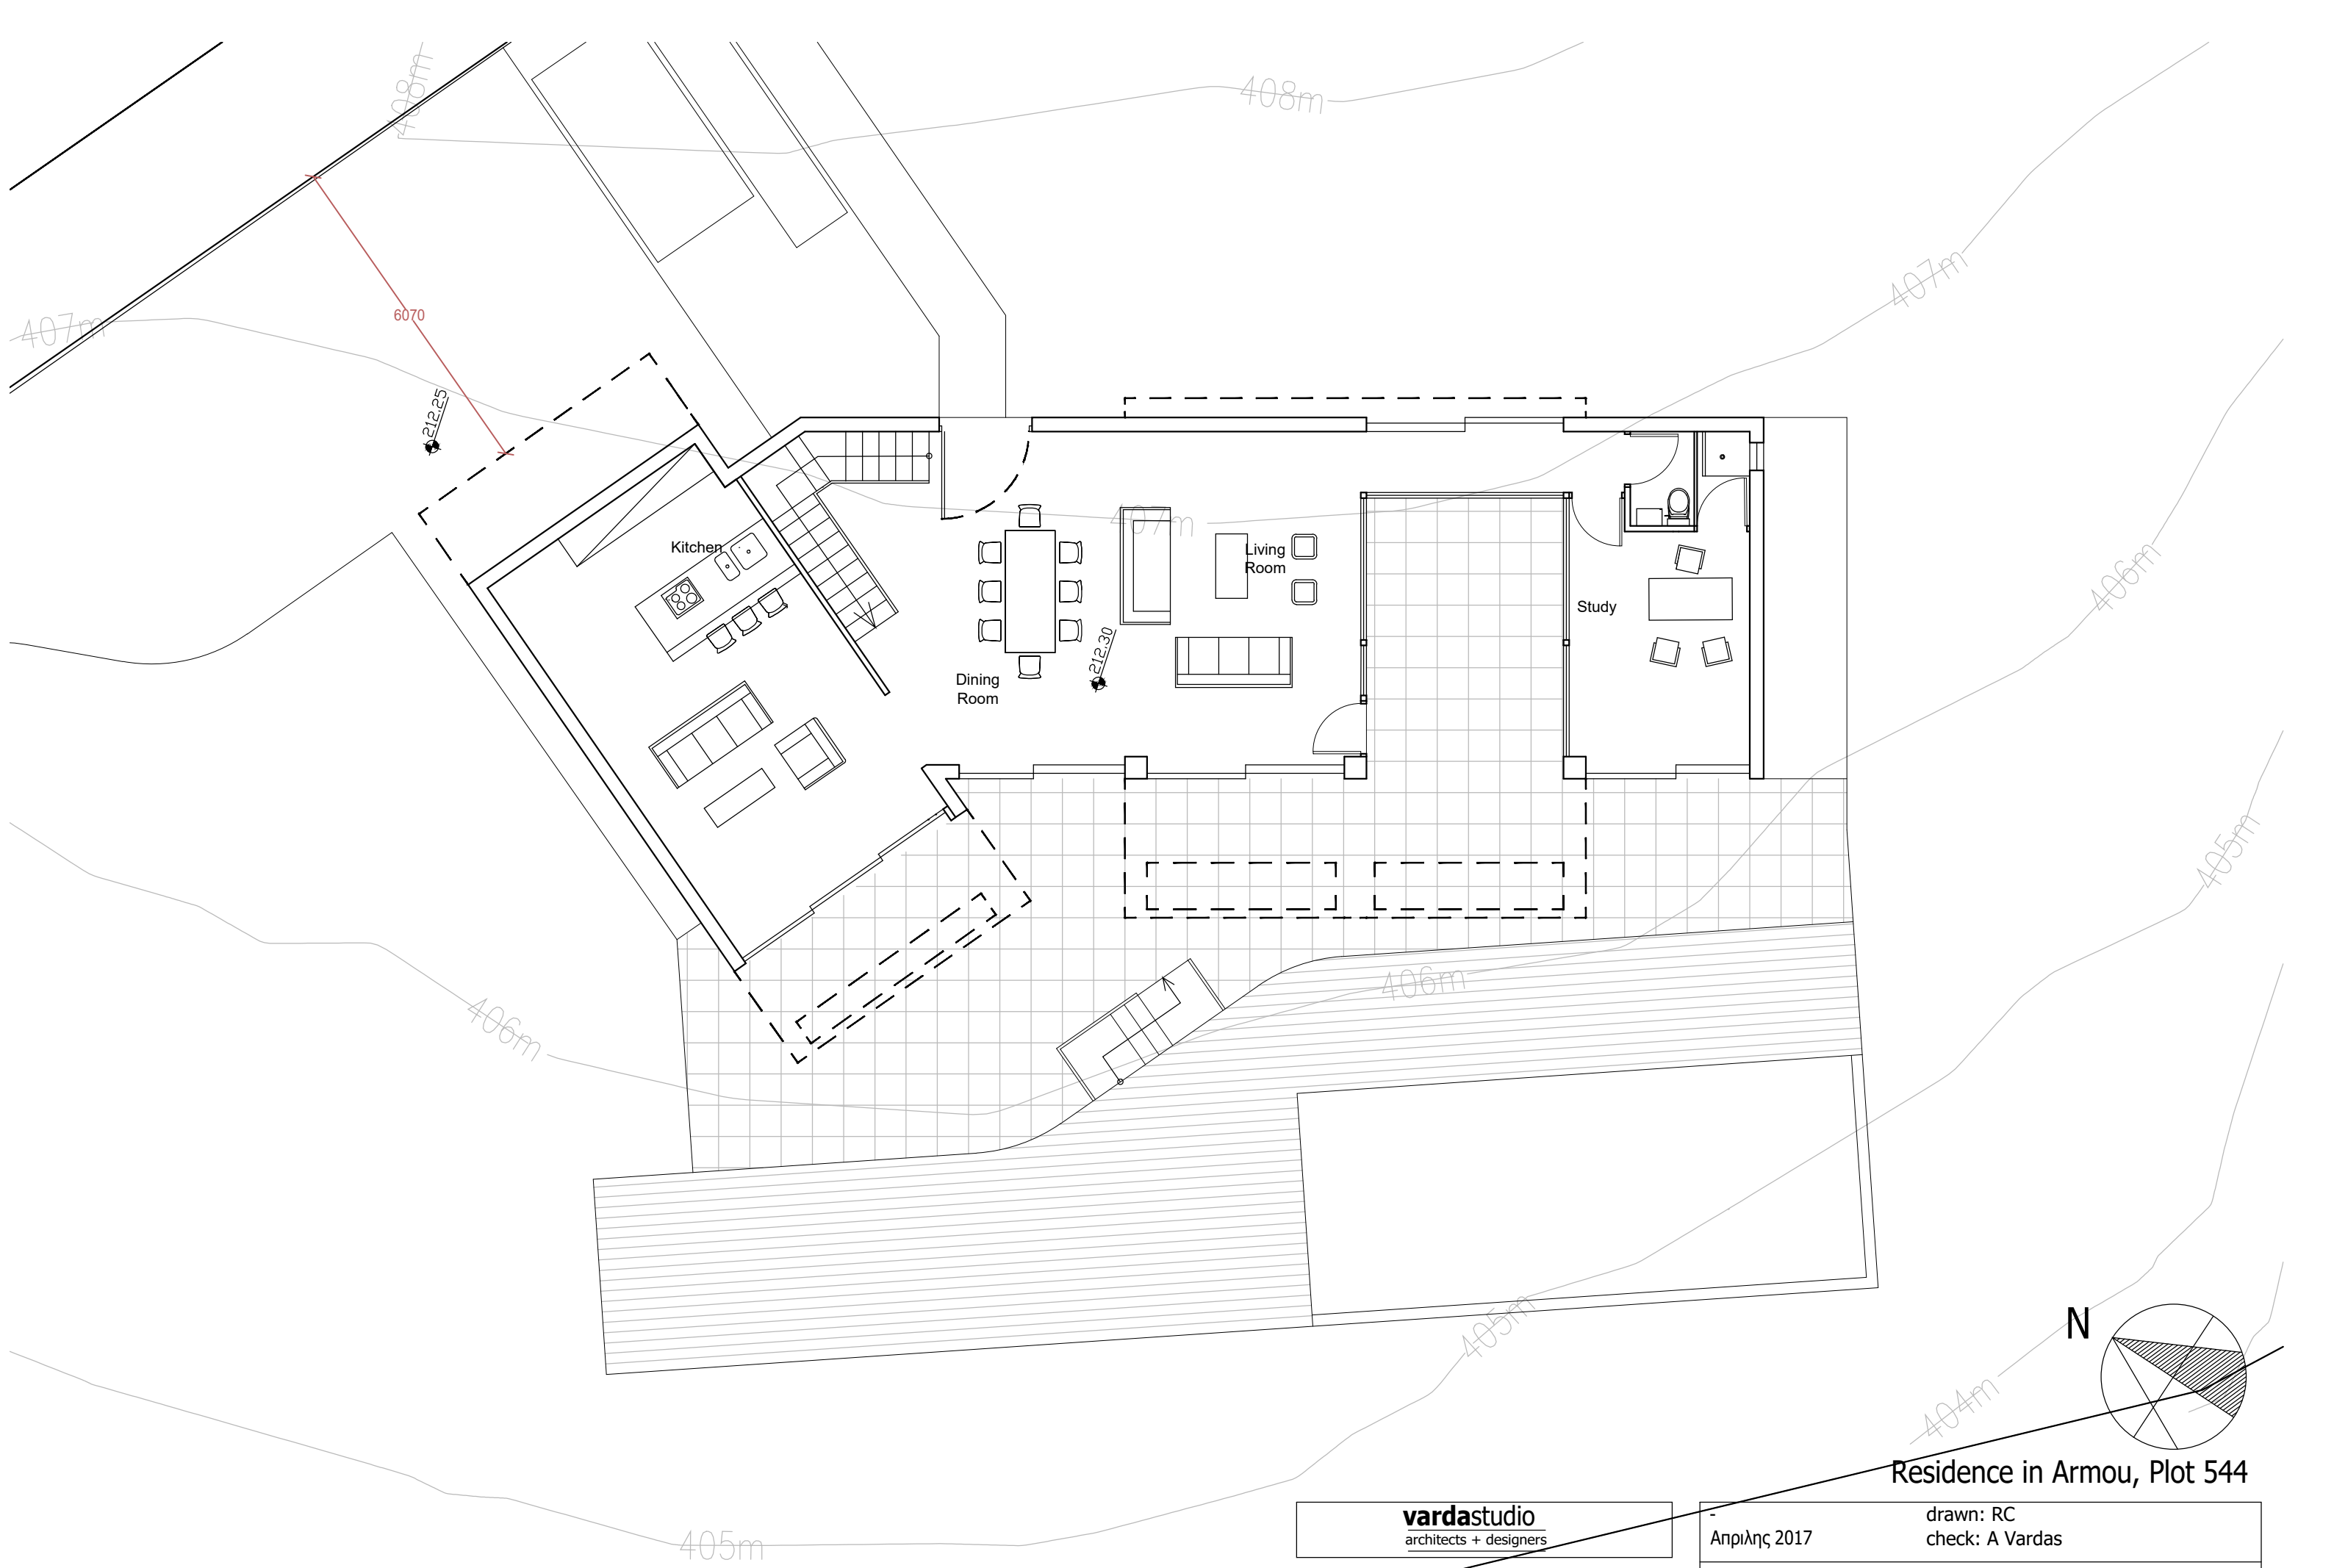 408m
408m
407m
6070
407m
212.25
407m
Kitchen
Living
Room
406m
Study
212.30
Dining
Room
405m
406m
406m
405m
N
404m
Residence in Armou, Plot 544
vardastudio
architects + designers
-
Απριλης 2017
drawn: RC
check: A Vardas
405m